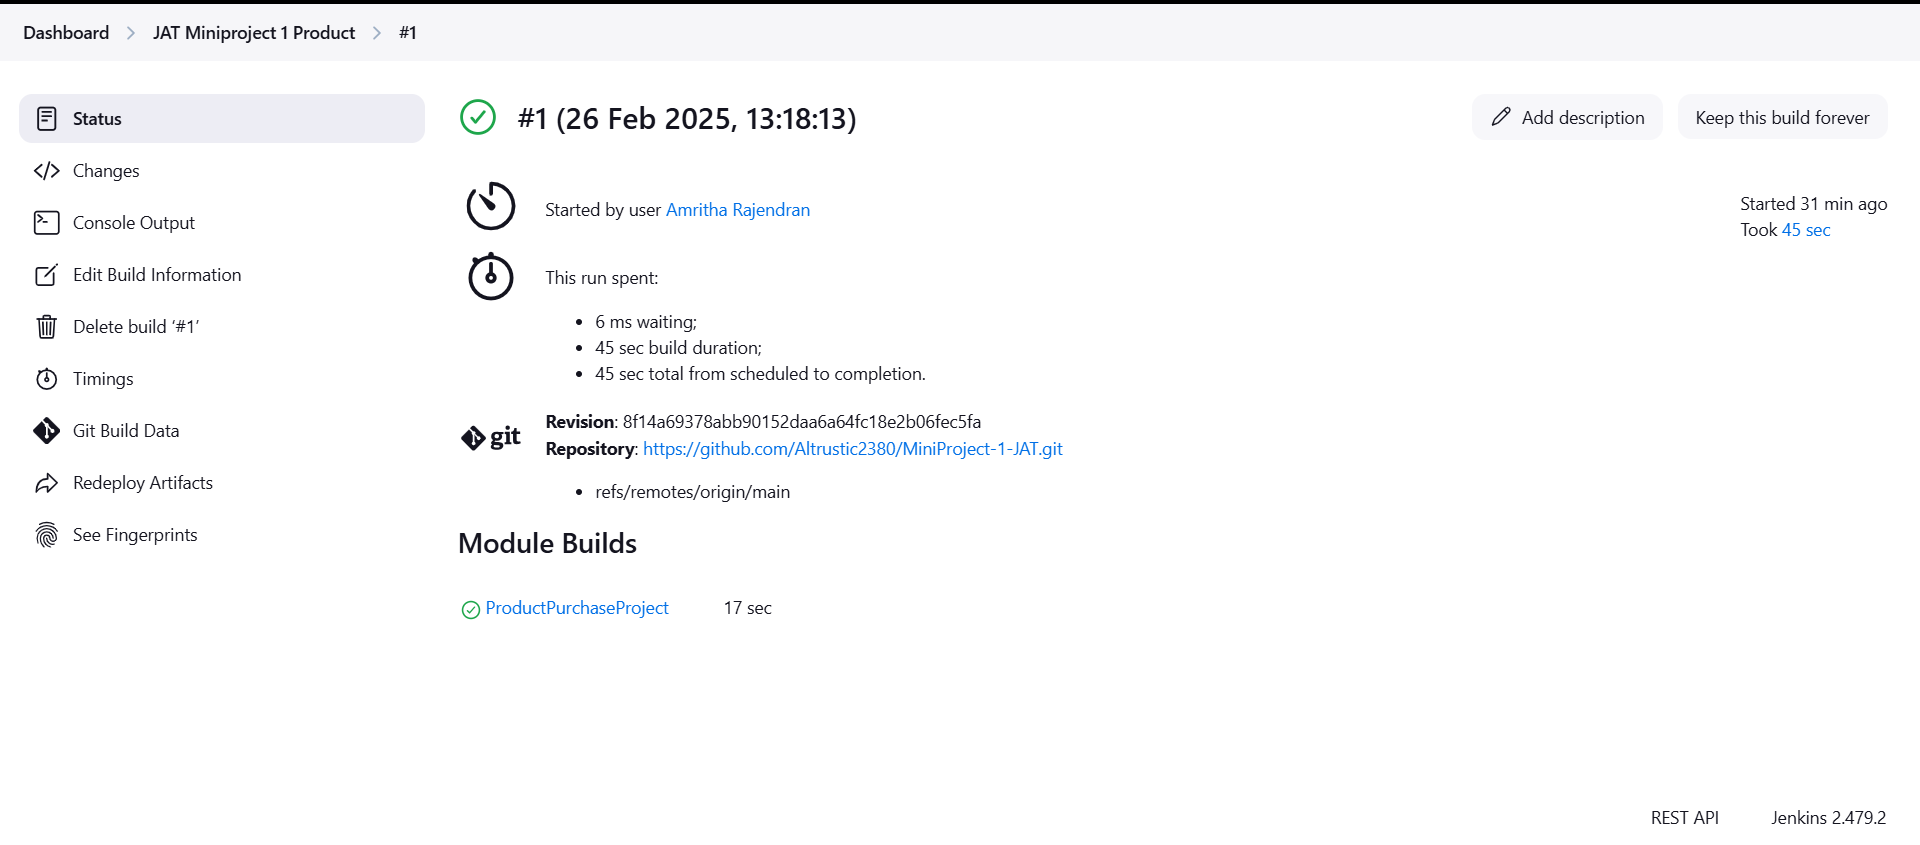 Dashboard > JAT Miniproject 1 Product > #1
Status
Changes
Console Output
Edit Build Information
Delete build ‘#1’
Timings
Git Build Data
Redeploy Artifacts
See Fingerprints
#1 (26 Feb 2025, 13:18:13)
Add description
Keep this build forever
Started by user Amritha Rajendran
Started 31 min ago
Took 45 sec
This run spent:
• 6 ms waiting;
• 45 sec build duration;
• 45 sec total from scheduled to completion.
git
Revision: 8f14a69378abb90152daa6a64fc18e2b06fec5fa
Repository: https://github.com/Altrustic2380/MiniProject-1-JAT.git
• refs/remotes/origin/main
Module Builds
ProductPurchaseProject 17 sec
REST API Jenkins 2.479.2